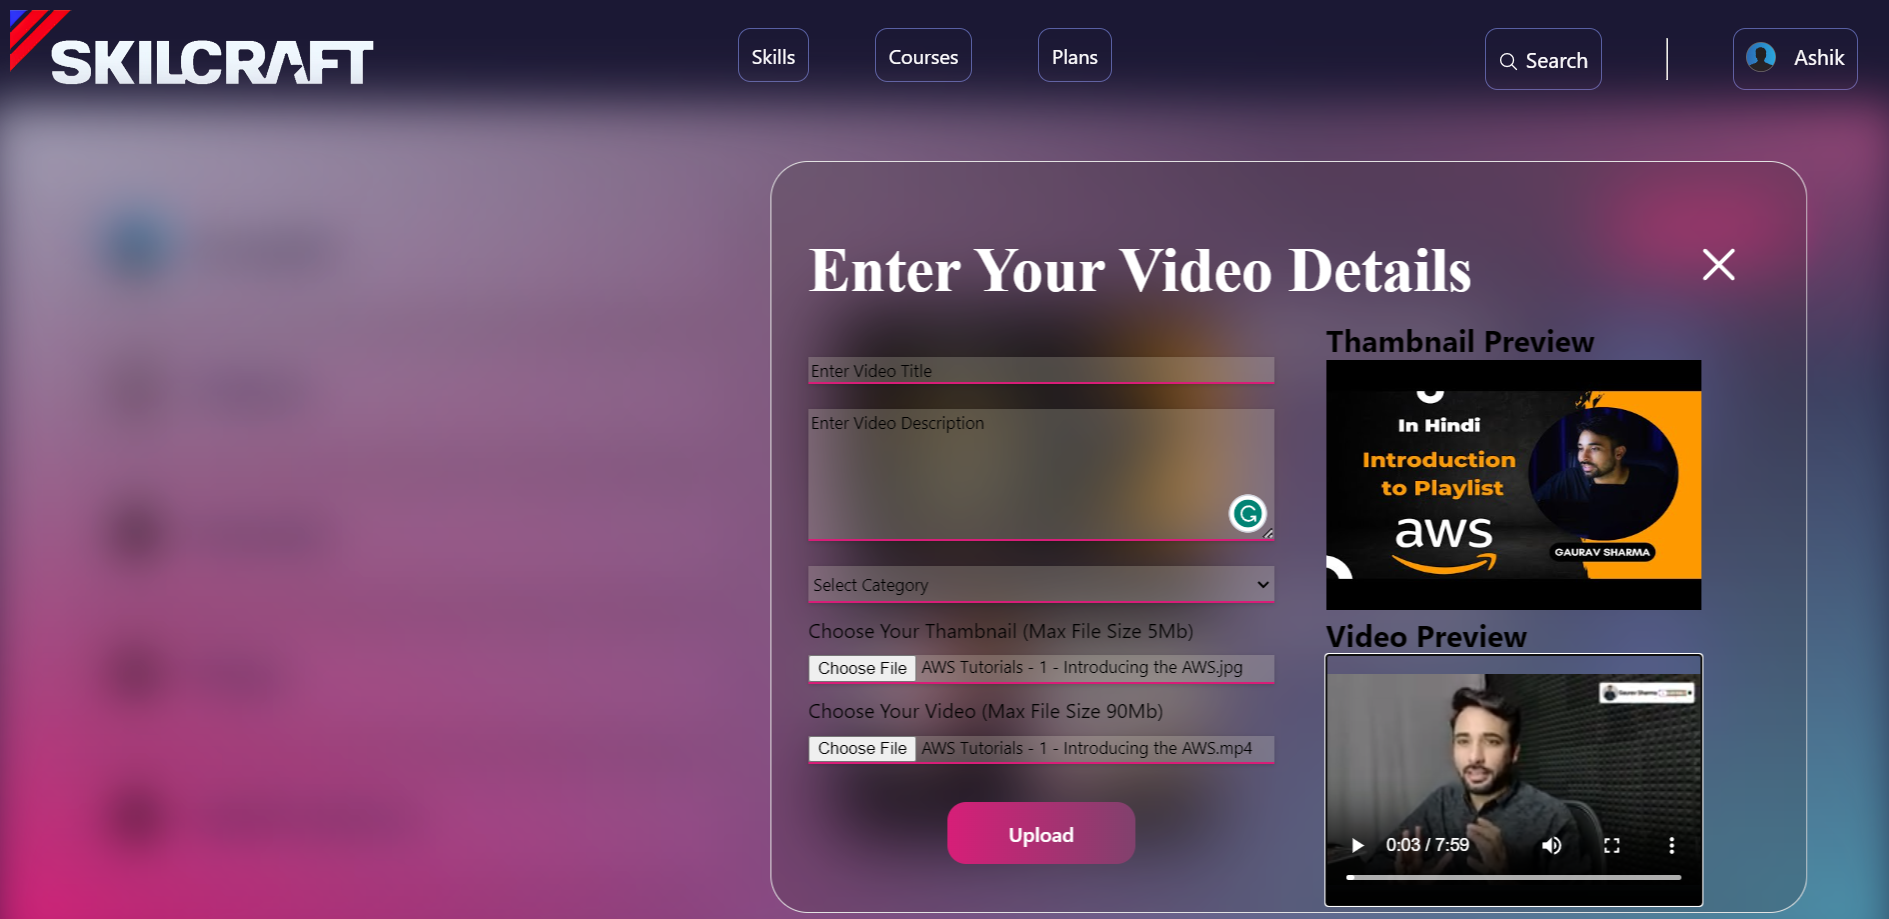 SKILCRAFT
Skills
Courses
Plans
Search
Ashik
Enter Your Video Details
Enter Video Title
Enter Video Description
Select Category
Choose Your Thambnail (Max File Size 5Mb)
Choose File AWS Tutorials - 1 - Introducing the AWS.jpg
Choose Your Video (Max File Size 90Mb)
Choose File AWS Tutorials - 1 - Introducing the AWS.mp4
Upload
Thambnail Preview
In Hindi
Introduction
to Playlist
aws
GAURAV SHARMA
Video Preview
Gaurav Sharma
0:03 / 7:59